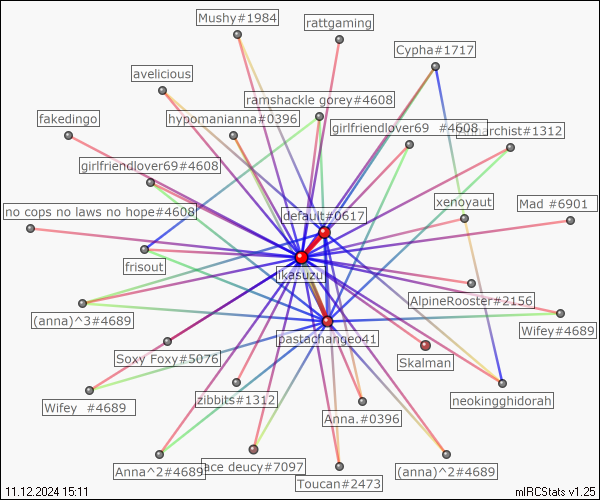 Mushy#1984
rattgaming
Cypha#1717
avelicious
ramshackle gorey#4608
fakedingo
hypomanianna#0396
girlfriendlover69 #4608
#1312
girlfriendlover69#4608
no cops no laws no hope#4608
default#0617
xenoyaut
Mad #6901
frisout
ikasuzu
AlpineRooster#2156
(anna)^3#4689
pastachangeo41
Wifey#4689
Soxy Foxy#5076
Skalman
Wifey #4689
zibbits#1312
Anna.#0396
neokingghidorah
Anna^2#4689
ace deucy#7097
Toucan#2473
(anna)^2#4689
11.12.2024 15:11
mIRCStats v1.25